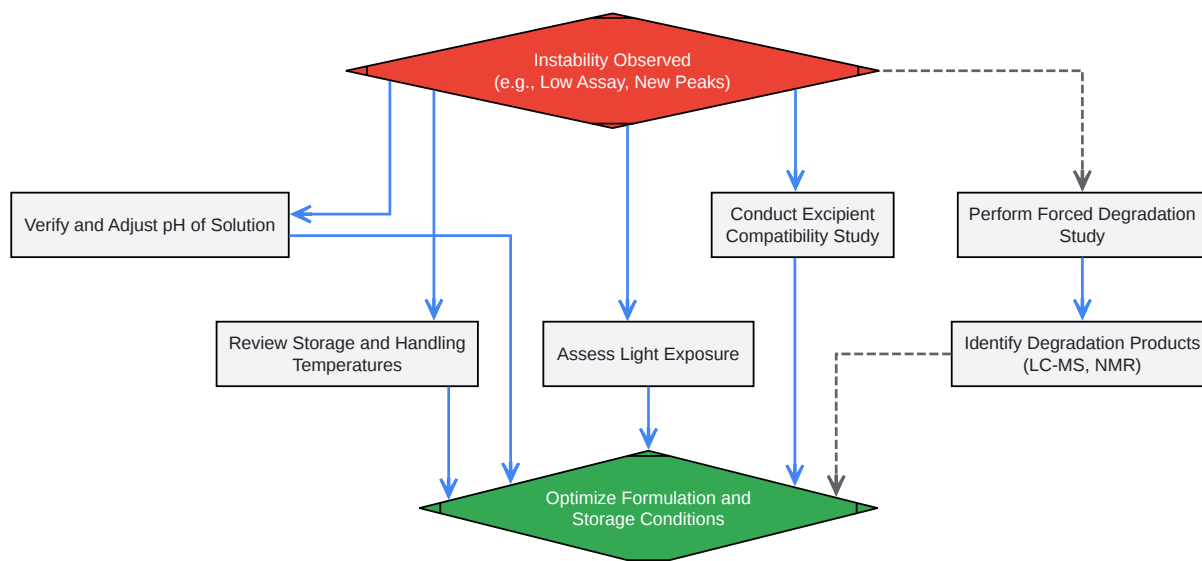 Instability Observed
(e.g., Low Assay, New Peaks)
Verify and Adjust pH of Solution
Conduct Excipient
Compatibility Study
Perform Forced Degradation
Study
Review Storage and Handling
Temperatures
Assess Light Exposure
Identify Degradation Products
(LC-MS, NMR)
Optimize Formulation and
Storage Conditions